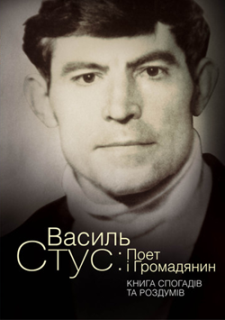 Василь
Стус: Поет
і Громадянин
КНИГА СПОГАДІВ
ТА РОЗДУМІВ